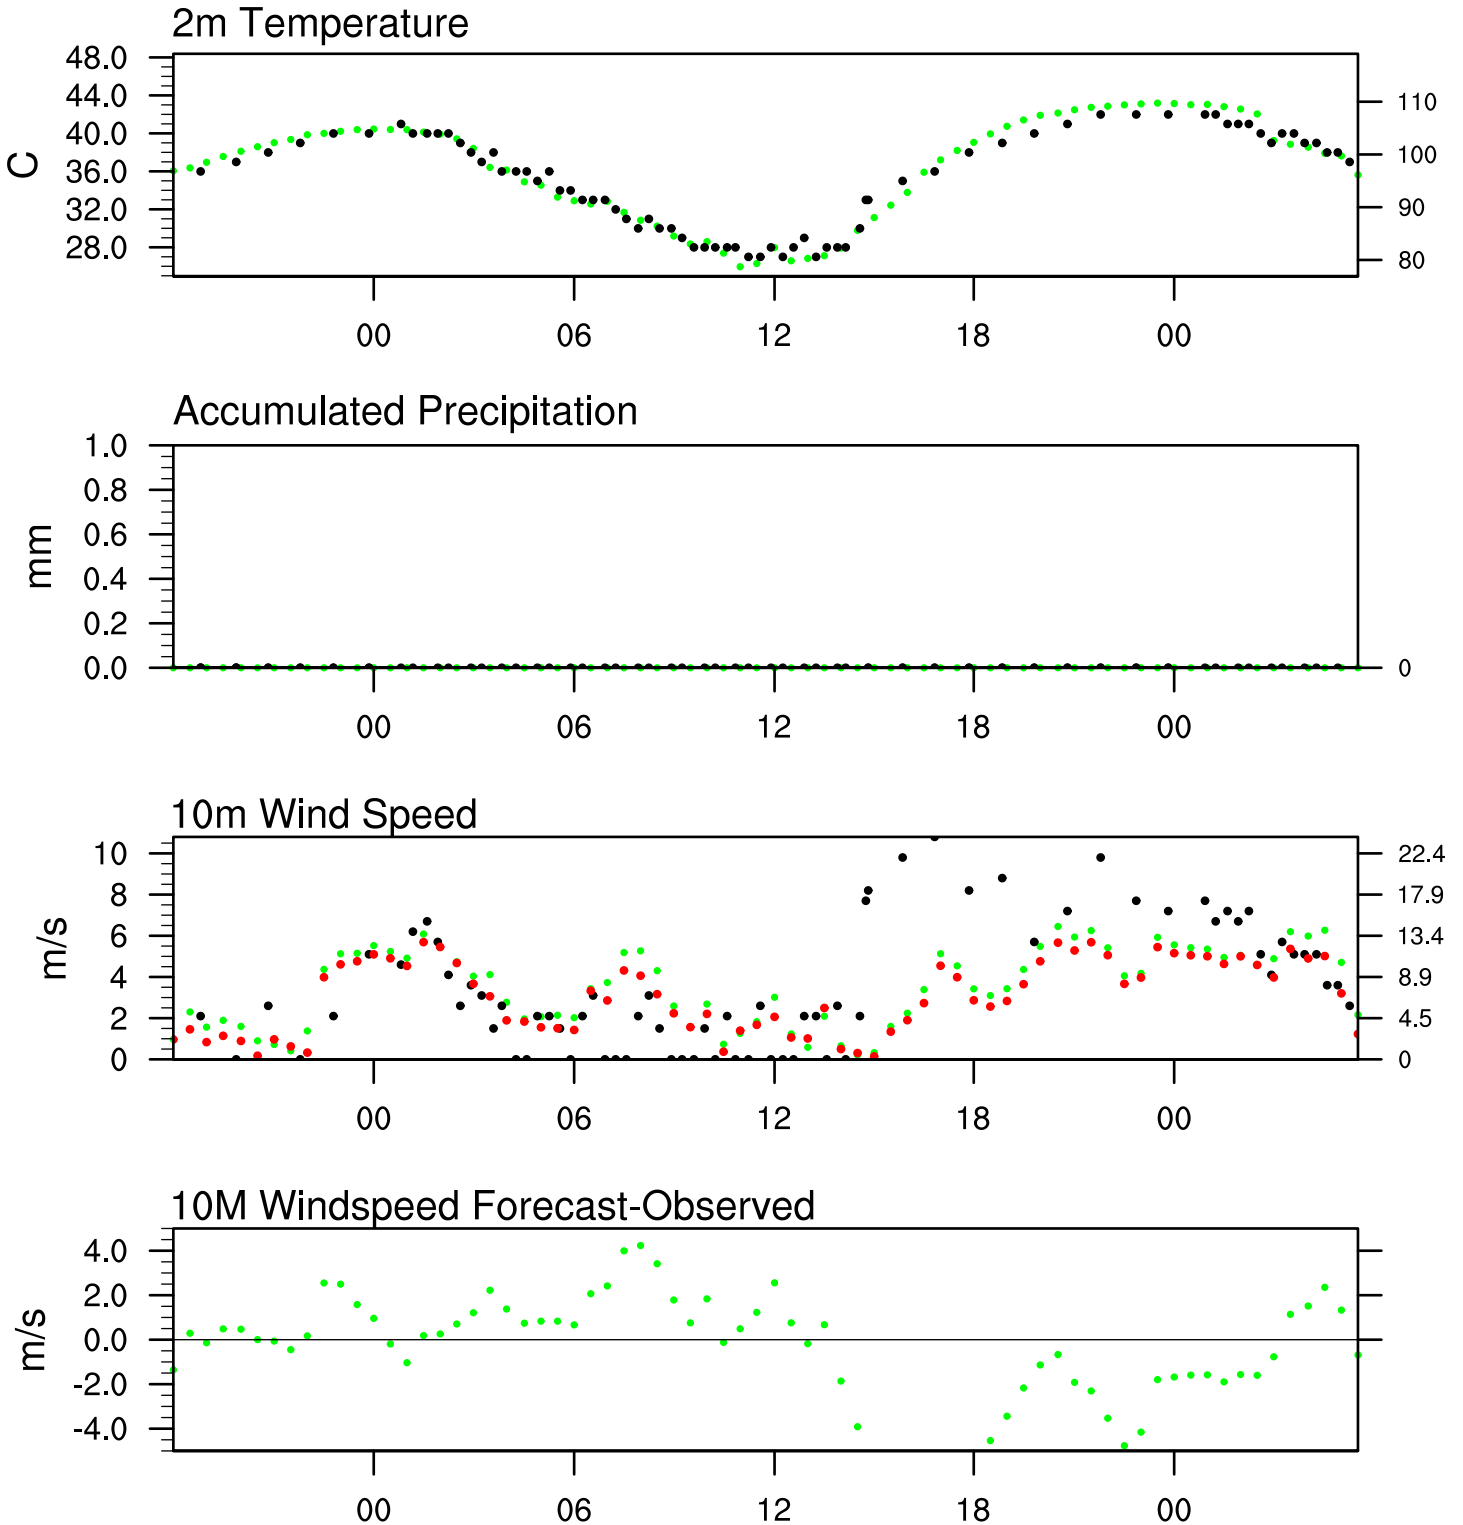 2m Temperature
48.0
44.0
40.0
36.0
32.0
28.0
C
110
100
90
80
00 06 12 18 00
Accumulated Precipitation
1.0
0.8
0.6
0.4
0.2
0.0
mm
0
00 06 12 18 00
10m Wind Speed
10
8
6
4
2
0
m/s
22.4
17.9
13.4
8.9
4.5
0
00 06 12 18 00
10M Windspeed Forecast-Observed
4.0
2.0
0.0
-2.0
-4.0
m/s
00 06 12 18 00